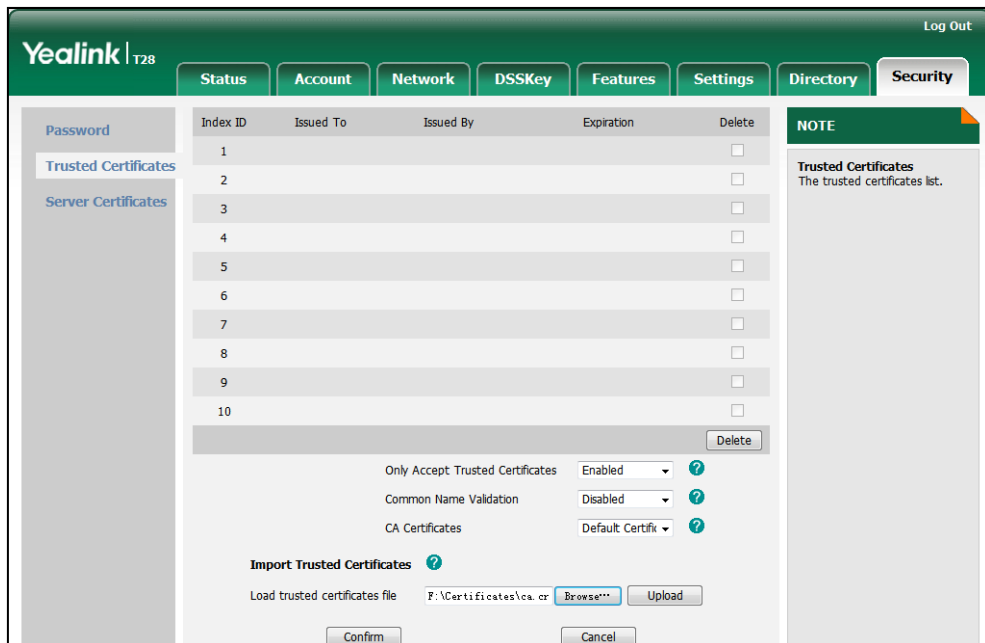 Log Out
Yealink T28
Status Account Network DSSKey Features Settings Directory Security
Password
Trusted Certificates
Server Certificates
Index ID Issued To Issued By Expiration Delete
1
2
3
4
5
6
7
8
9
10
Delete
Only Accept Trusted Certificates Enabled
Common Name Validation Disabled
CA Certificates Default Certific
Import Trusted Certificates
Load trusted certificates file F:\Certificates\ca.cr Browse··· Upload
Confirm Cancel
NOTE
Trusted Certificates
The trusted certificates list.